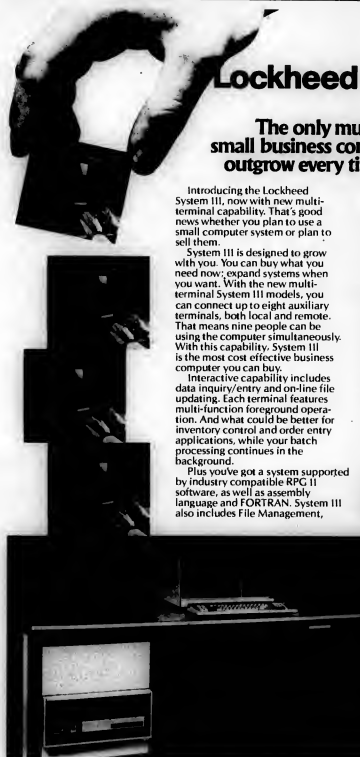 Lockheed
The only mu
small business con
outgrow every ti
Introducing the Lockheed
System III, now with new multi-
terminal capability. That's good
news whether you plan to use a
small computer system or plan to
sell them.
System III is designed to grow
with you. You can buy what you
need now; expand systems when
you want. With the new multi-
terminal System III models, you
can connect up to eight auxiliary
terminals, both local and remote.
That means nine people can be
using the computer simultaneously.
With this capability, System III
is the most cost effective business
computer you can buy.
Interactive capability includes
data inquiry/entry and on-line file
updating. Each terminal features
multi-function foreground opera-
tion. And what could be better for
inventory control and order entry
applications, while your batch
processing continues in the
background.
Plus you've got a system supported
by industry compatible RPG II
software, as well as assembly
language and FORTRAN. System III
also includes File Management,